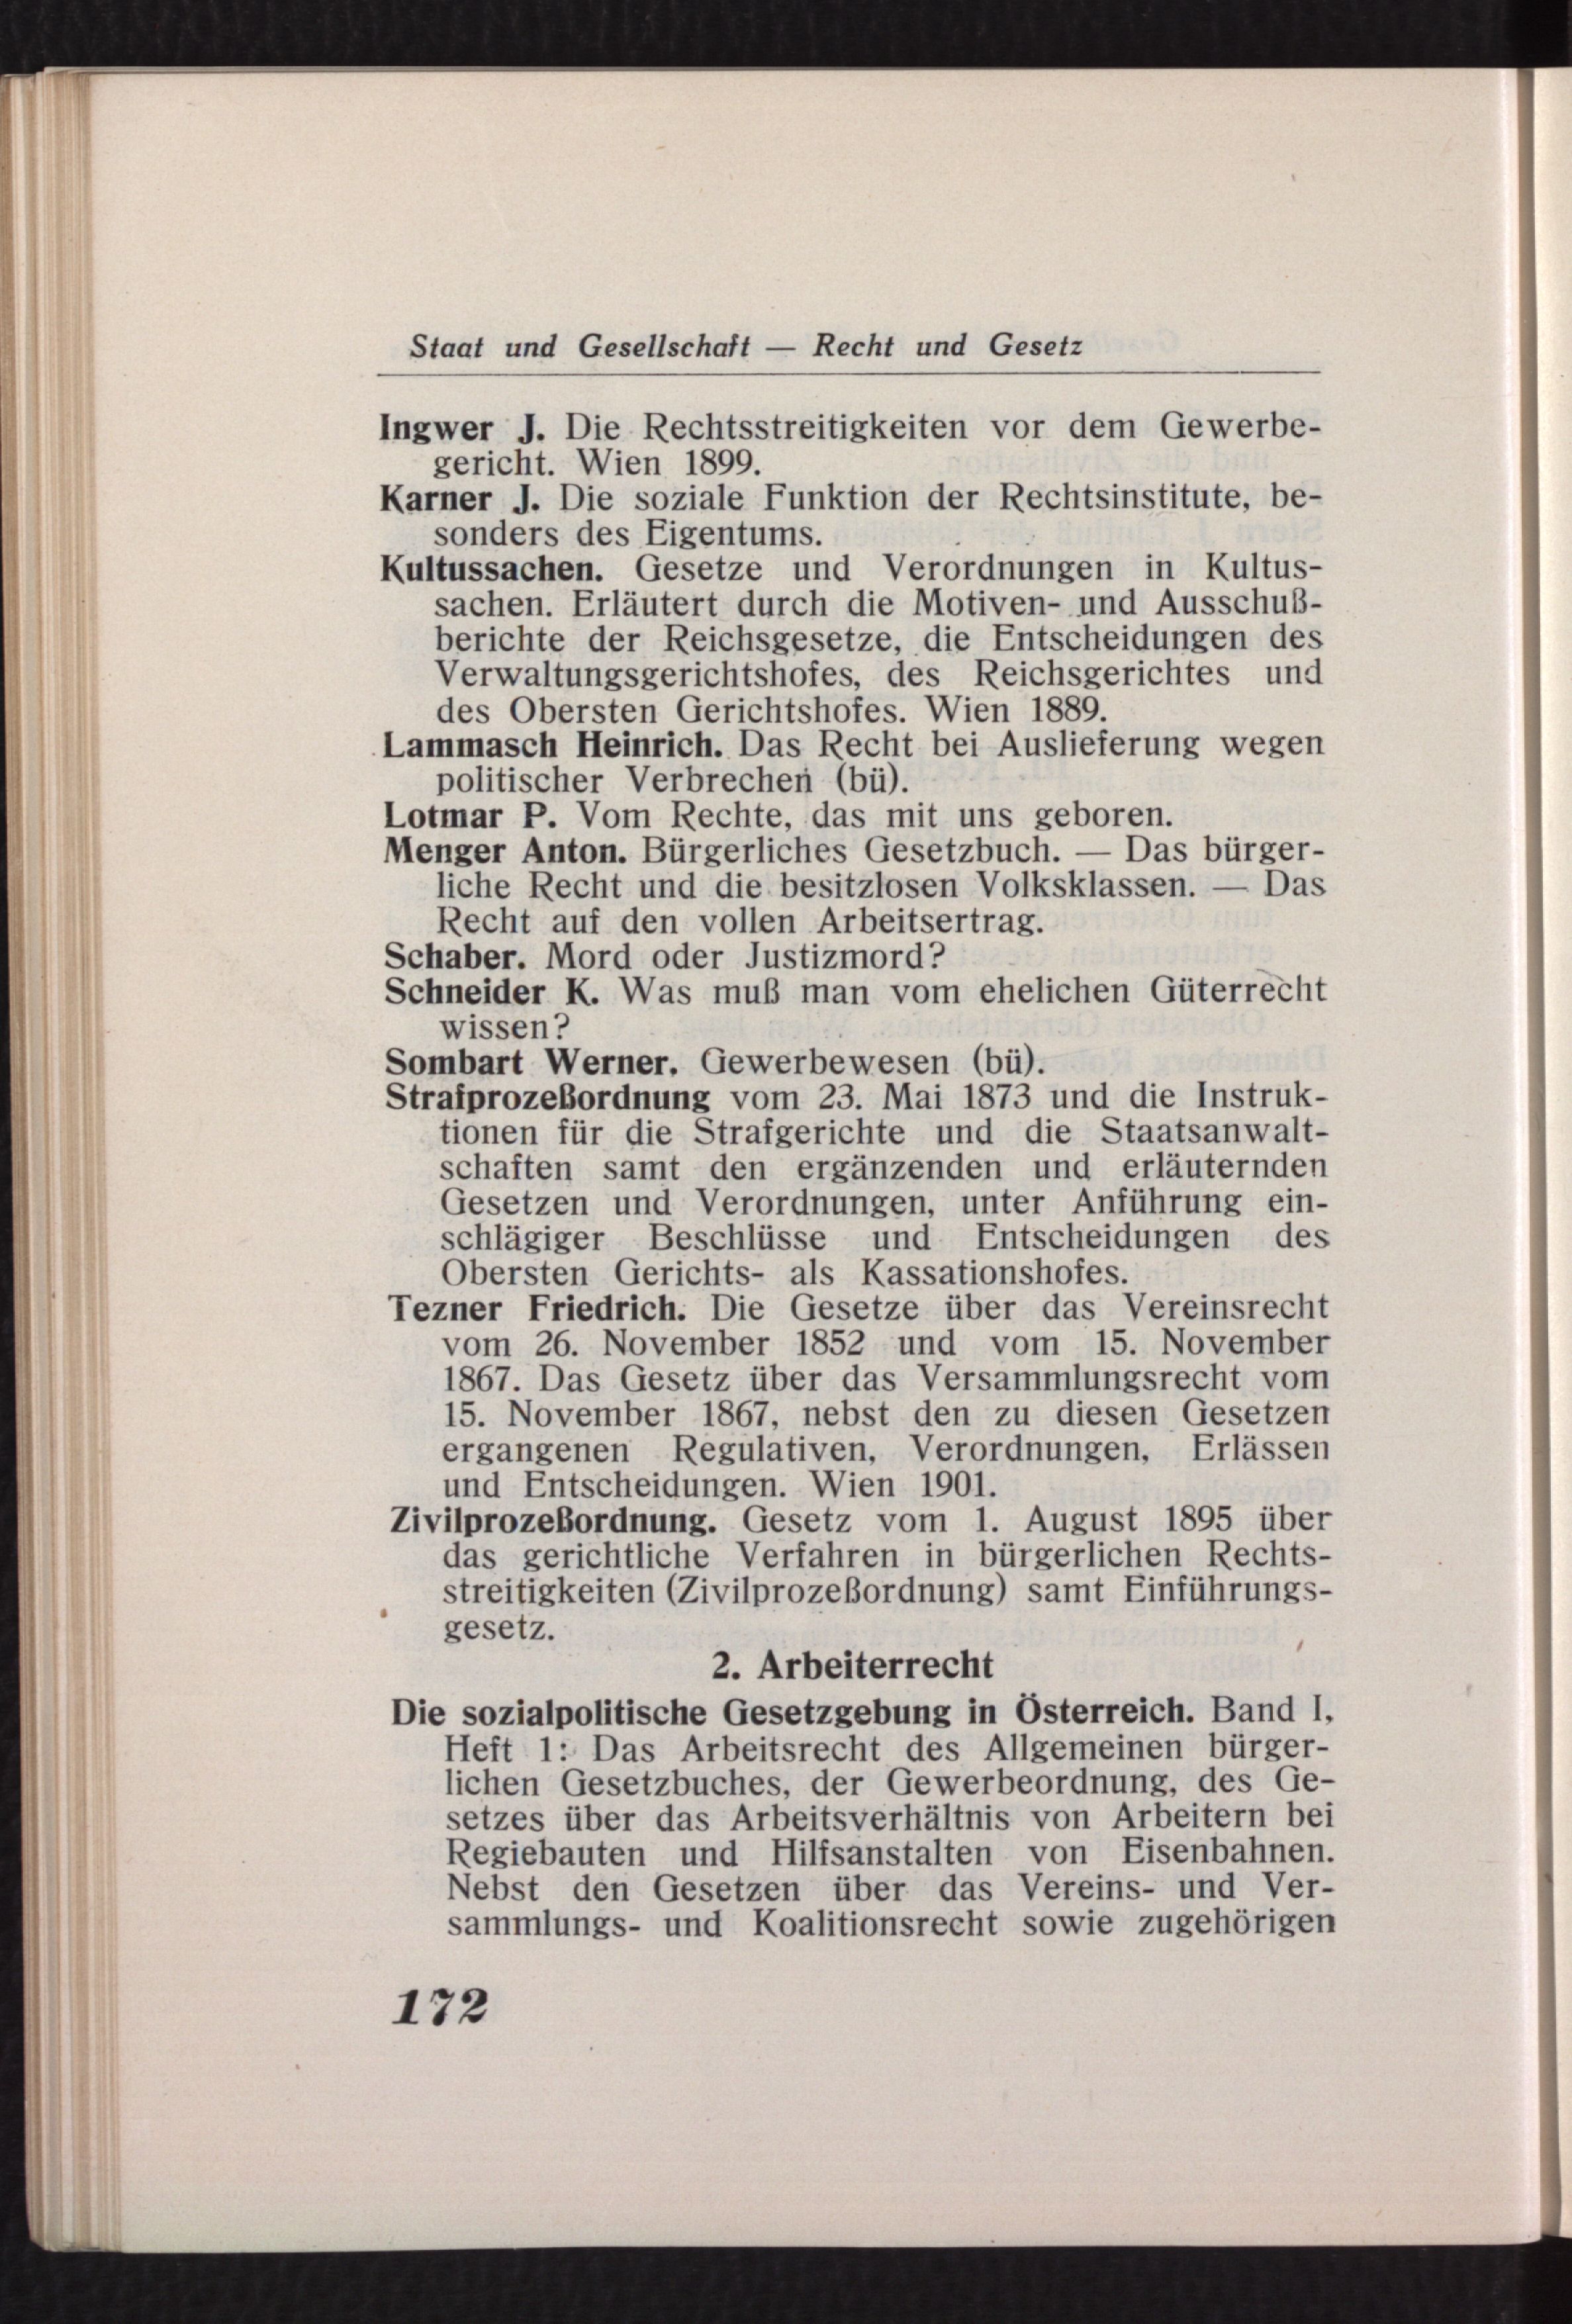 Staat und Gesellschaft — Recht und Gesetz
Ingwer J. Die Rechtsstreitigkeiten vor dem Gewerbe-
gericht. Wien 1899.
Karner J. Die soziale Funktion der Rechtsinstitute, be-
sonders des Eigentums.
Kultussachen. Gesetze und Verordnungen in Kultus-
sachen. Erläutert durch die Motiven- und Ausschuß-
berichte der Reichsgesetze, die Entscheidungen des
Verwaltungsgerichtshofes, des Reichsgerichtes und
des Obersten Gerichtshofes. Wien 1889.
Lammasch Heinrich. Das Recht bei Auslieferung wegen
politischer Verbrechen (bü).
Lotmar P. Vom Rechte, das mit uns geboren.
Menger Anton. Bürgerliches Gesetzbuch. — Das bürger-
liche Recht und die besitzlosen Volksklassen. — Das
Recht auf den vollen Arbeitsertrag.
Schaber. Mord oder Justizmord?
Schneider K. Was muß man vom ehelichen Güterrecht
wissen?
Sombart Werner. Gewerbewesen (bü).
Strafprozeßordnung vom 23. Mai 1873 und die Instruk-
tionen für die Strafgerichte und die Staatsanwalt-
schaften samt den ergänzenden und erläuternden
Gesetzen und Verordnungen, unter Anführung ein-
schlägiger Beschlüsse und Entscheidungen des
Obersten Gerichts- als Kassationshofes.
Tezner Friedrich. Die Gesetze über das Vereinsrecht
vom 26. November 1852 und vom 15. November
1867. Das Gesetz über das Versammlungsrecht vom
15. November 1867, nebst den zu diesen Gesetzen
ergangenen Regulativen, Verordnungen, Erlässen
und Entscheidungen. Wien 1901.
Zivilprozeßordnung. Gesetz vom 1. August 1895 über
das gerichtliche Verfahren in bürgerlichen Rechts-
streitigkeiten (Zivilprozeßordnung) samt Einführungs-
gesetz.
2. Arbeiterrecht
Die sozialpolitische Gesetzgebung in Österreich. Band I,
Heft 1: Das Arbeitsrecht des Allgemeinen bürger-
lichen Gesetzbuches, der Gewerbeordnung, des Ge-
setzes über das Arbeitsverhältnis von Arbeitern bei
Regiebauten und Hilfsanstalten von Eisenbahnen.
Nebst den Gesetzen über das Vereins- und Ver-
sammlungs- und Koalitionsrecht sowie zugehörigen
172